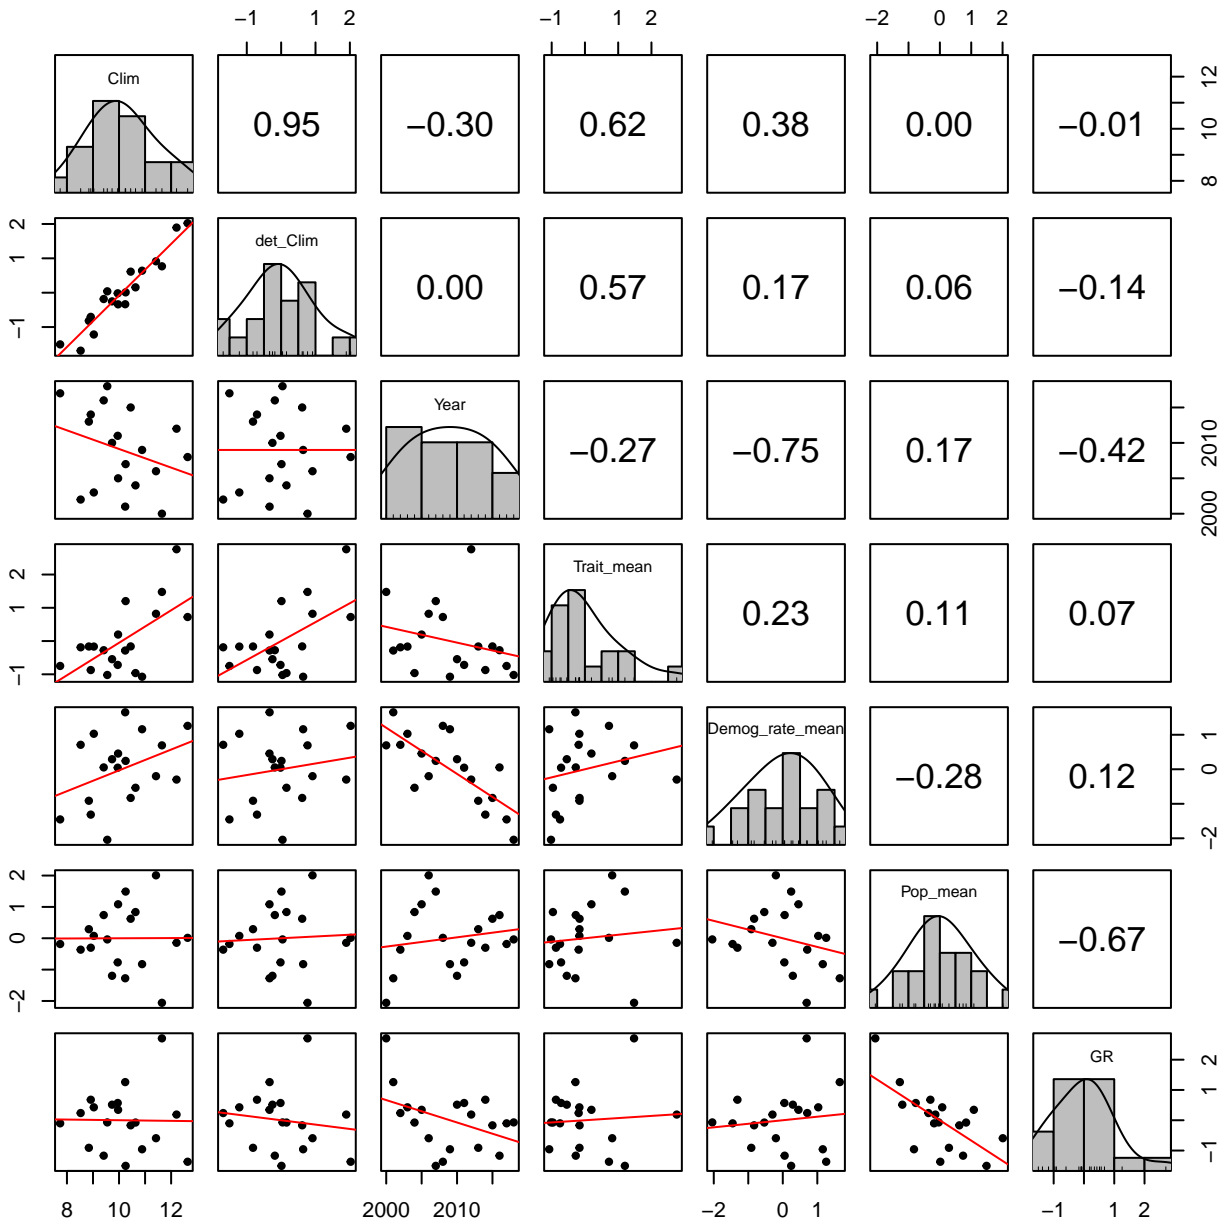 −1 1 2 −1 1 2 −2 0 2
Clim 0.95 −0.30 0.62 0.38 0.00 −0.01 8 10 12
−1 1 2 det_Clim 0.00 0.57 0.17 0.06 −0.14
Year −0.27 −0.75 0.17 −0.42 2000 2010
−1 1 2 Trait_mean 0.23 0.11 0.07
Demog_rate_mean −0.28 0.12 −2 0 1
−2 0 1 2 Pop_mean −0.67
GR −1 1 2
8 10 12 2000 2010 −2 0 1 −1 1 2